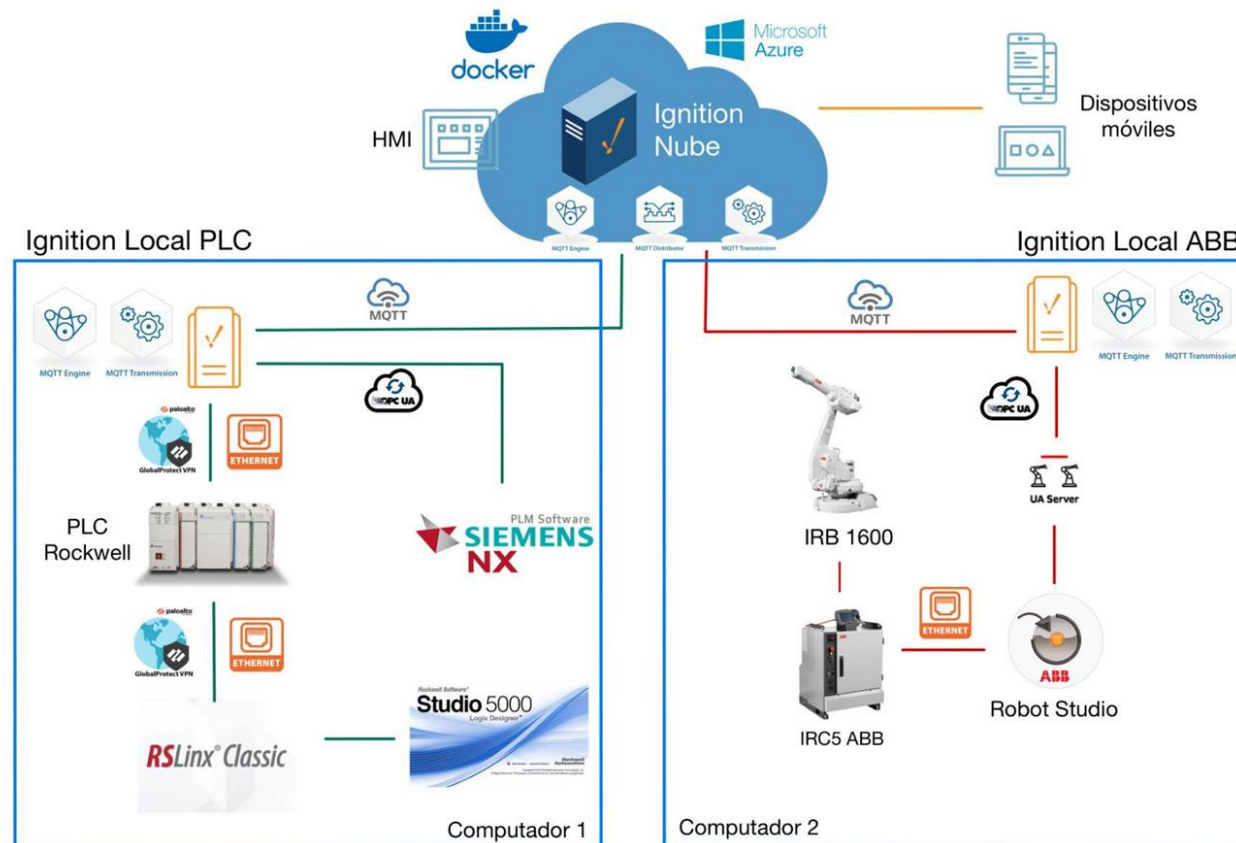 docker
Microsoft
Azure
HMI
Ignition
Nube
Dispositivos
móviles
MQTT Engine
MQTT Distributor
MQTT Transmission
Ignition Local PLC
Ignition Local ABB
MQTT Engine
MQTT Transmission
MQTT
OPC UA
paloalto
GlobalProtect VPN
ETHERNET
PLC
Rockwell
PLM Software
SIEMENS
NX
paloalto
GlobalProtect VPN
ETHERNET
RSLinx® Classic
Rockwell Software®
Studio 5000
Logix Designer™
Rockwell
Automation
Computador 1
MQTT
MQTT Engine
MQTT Transmission
OPC UA
UA Server
IRB 1600
ETHERNET
ABB
IRC5 ABB
Robot Studio
Computador 2